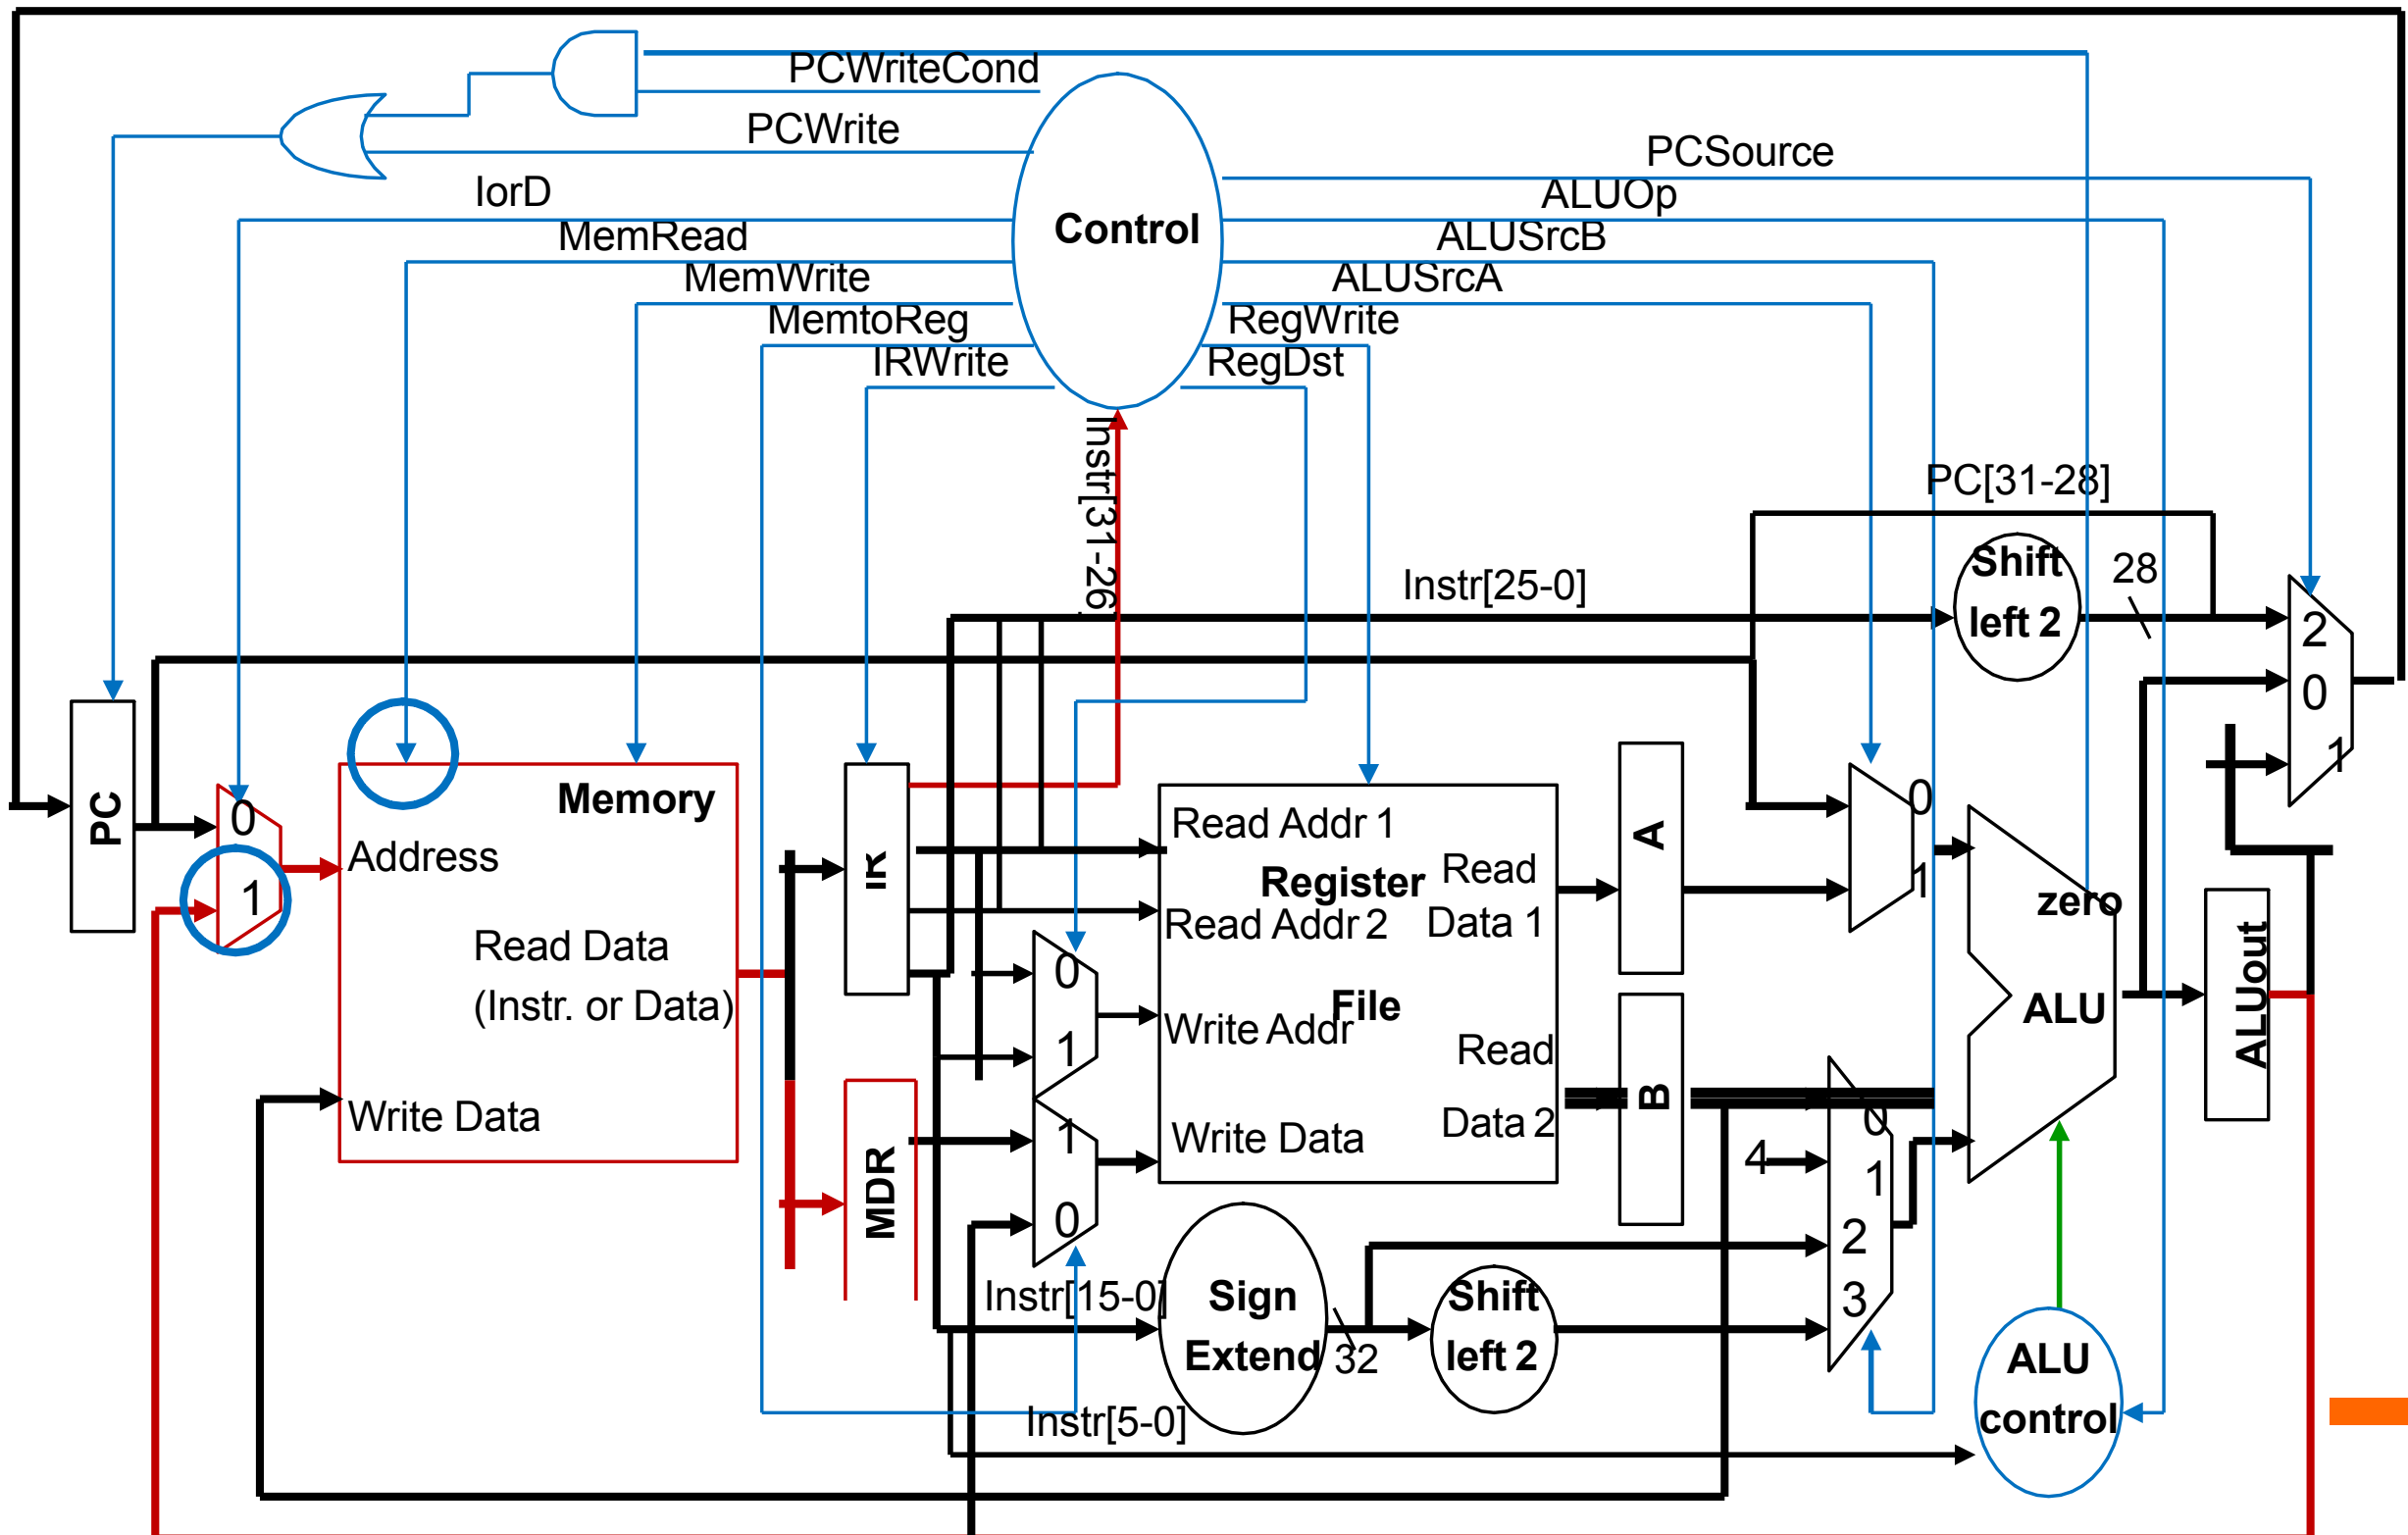 PCWriteCond
PCWrite
PCSource
IorD
ALUOp
Control
MemRead
ALUSrcB
MemWrite
ALUSrcA
MemtoReg
RegWrite
IRWrite
RegDst
Instr[31-26]
PC[31-28]
Instr[25-0]
Shift
left 2
28
2
0
1
PC
0
1
Memory
Address
Read Data
(Instr. or Data)
Write Data
IR
MDR
Read Addr 1
Register
Read Addr 2
File
Write Addr
Write Data
Read
Data 1
Read
Data 2
0
1
1
0
A
B
0
1
zero
ALU
ALUout
4
0
1
2
3
Instr[15-0]
Sign
Extend
32
Shift
left 2
ALU
control
Instr[5-0]